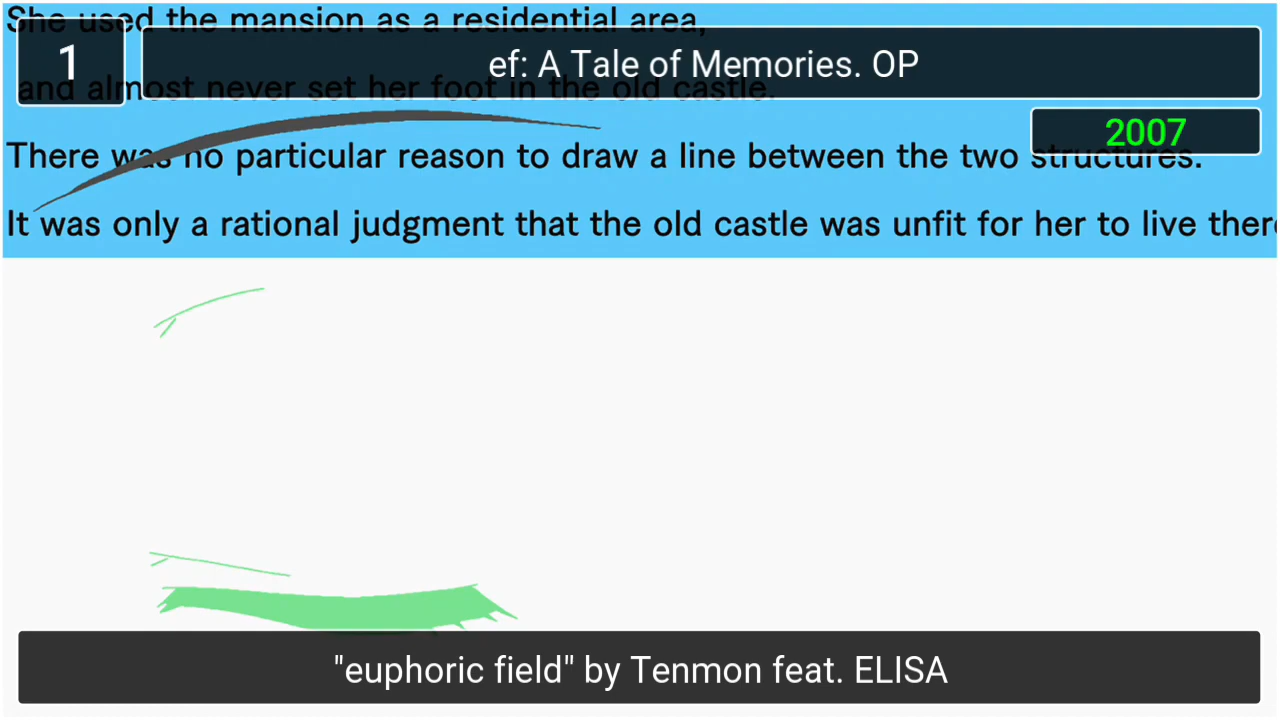 She used the mansion as a residential area,
1
ef: A Tale of Memories. OP
and almost never set her foot in the old castle.
2007
There was no particular reason to draw a line between the two structures.
It was only a rational judgment that the old castle was unfit for her to live there
"euphoric field" by Tenmon feat. ELISA